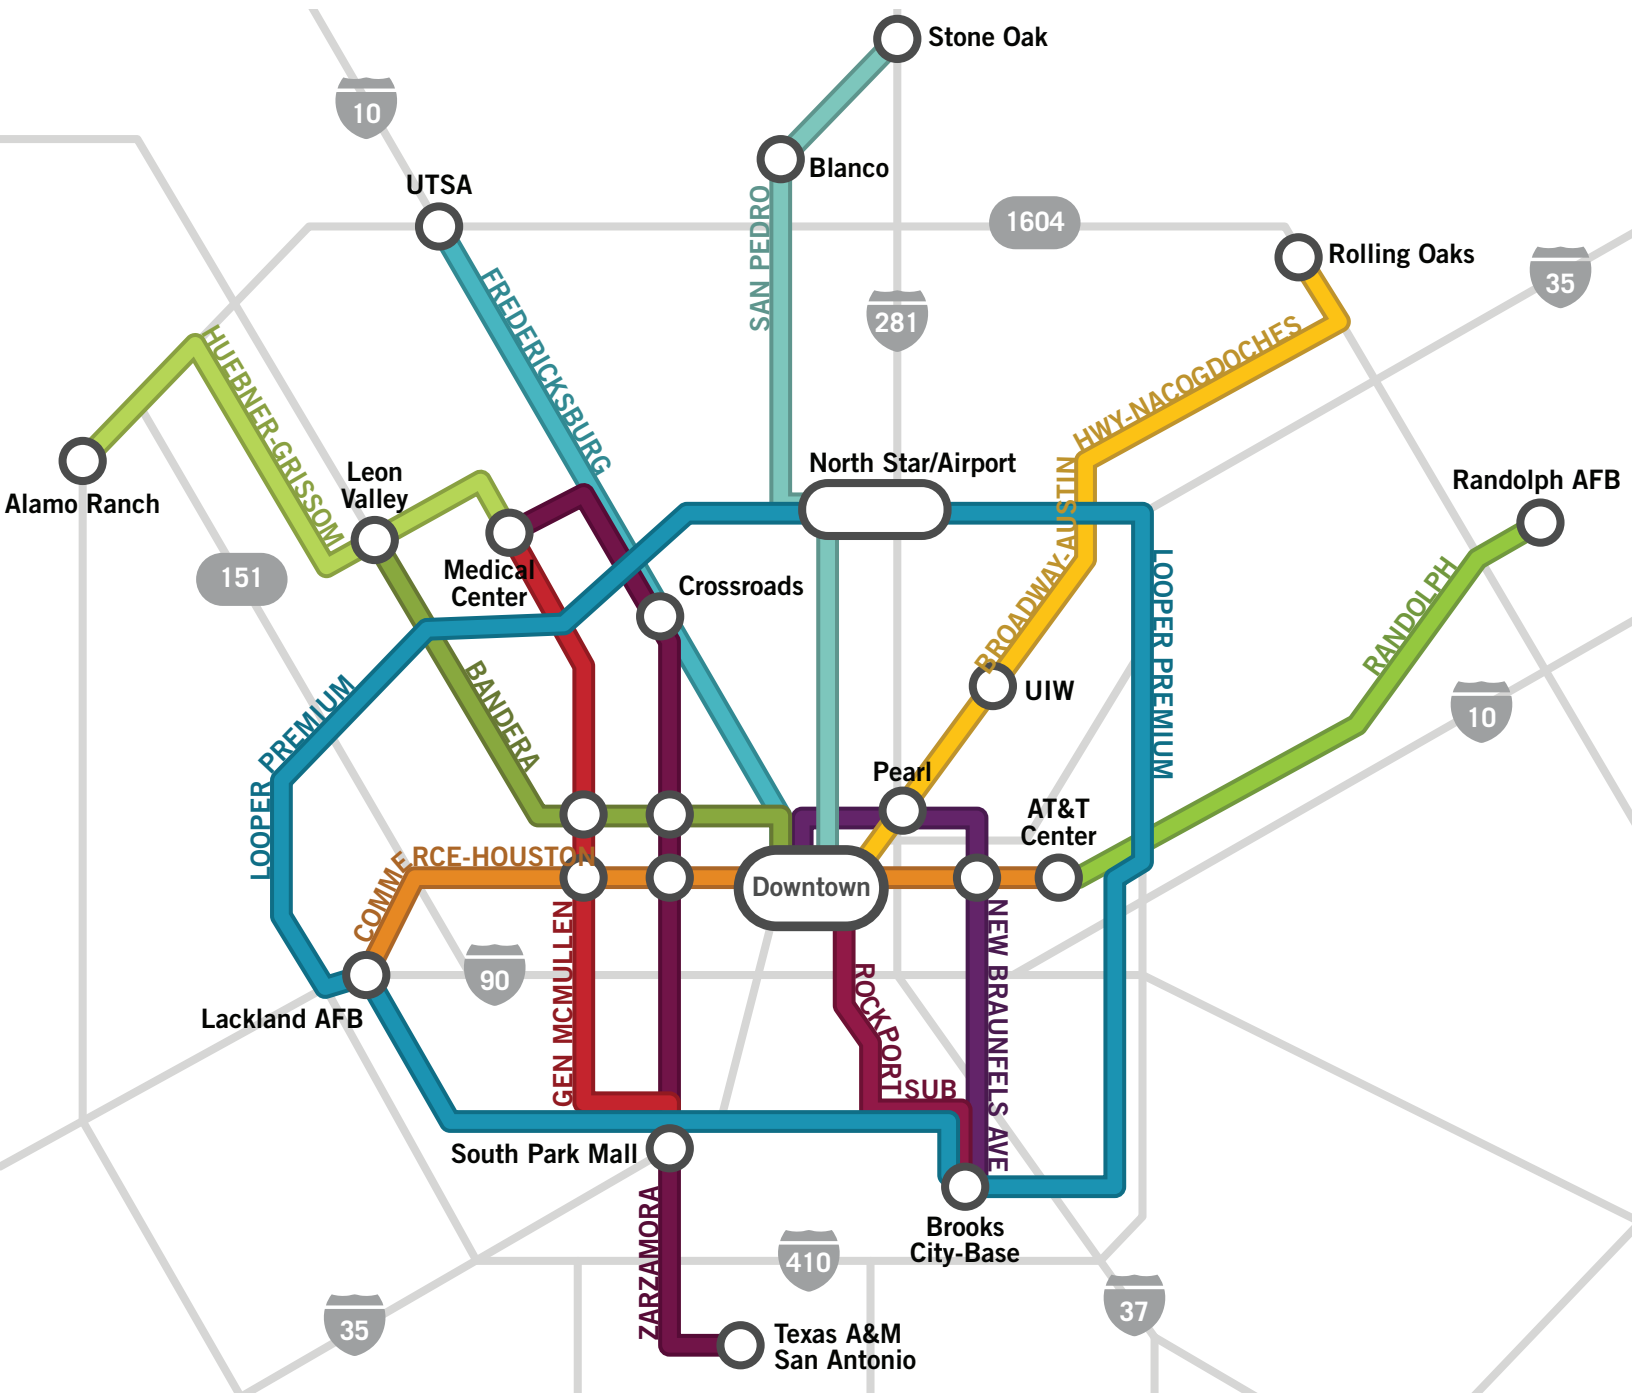 Stone Oak
10
Blanco
UTSA
SAN PEDRO
1604
Rolling Oaks
35
FREDERICKSBURG
281
HUEBNER-GRISSOM
HWY-NACOGDOCHES
Alamo Ranch
Leon
Valley
North Star/Airport
BROADWAY-AUSTIN
Randolph AFB
151
Medical
Center
Crossroads
LOOPER PREMIUM
RANDOLPH
BANDERA
UIW
LOOPER PREMIUM
10
Pearl
AT&T
Center
COMMERCE-HOUSTON
Downtown
GEN MCMULLEN
90
ROCKPORT
SUB
NEW BRAUNFELS AVE
Lackland AFB
South Park Mall
ZARZAMORA
Brooks
City-Base
410
35
37
Texas A&M
San Antonio